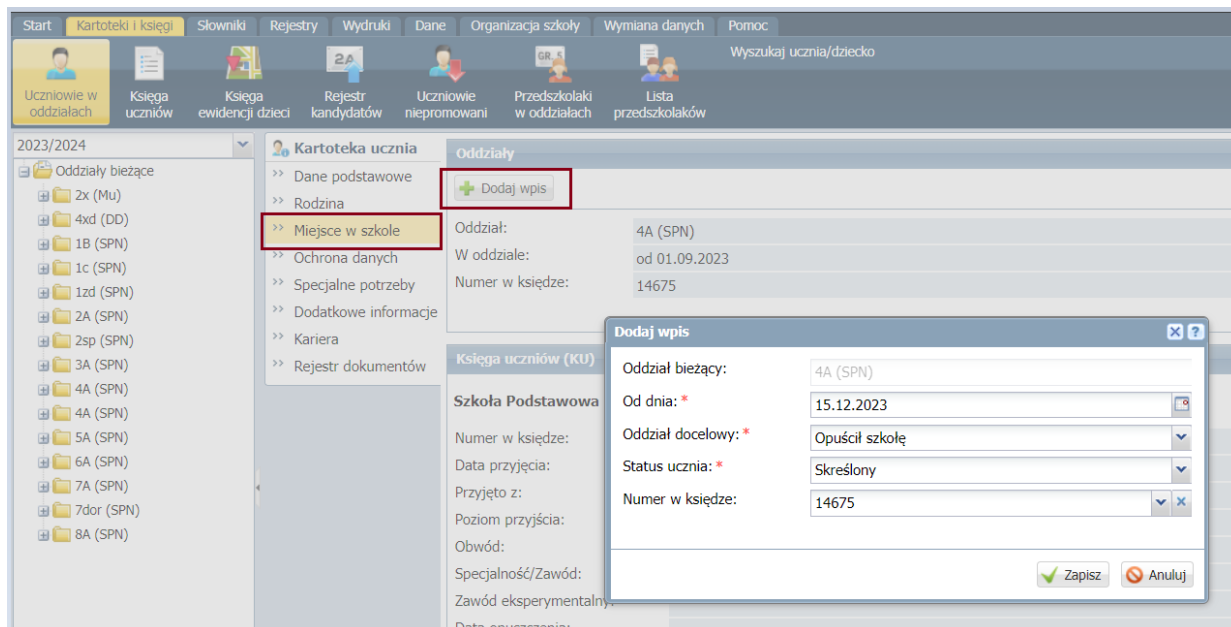 Start Kartoteki i księgi Słowniki Rejestry Wydruki Dane Organizacja szkoły Wymiana danych Pomoc
Uczniowie w oddziałach
Księga uczniów
Księga ewidencji dzieci
GR. 5
2A
Rejestr kandydatów
Uczniowie niepromowani
Przedszkolaki w oddziałach
Lista przedszkolaków
Wyszukaj ucznia/dziecko
2023/2024
Oddziały bieżące
2x (Mu)
4xd (DD)
1B (SPN)
1c (SPN)
1zd (SPN)
2A (SPN)
2sp (SPN)
3A (SPN)
4A (SPN)
4A (SPN)
5A (SPN)
6A (SPN)
7A (SPN)
7dor (SPN)
8A (SPN)
Kartoteka ucznia
>> Dane podstawowe
>> Rodzina
>> Miejsce w szkole
>> Ochrona danych
>> Specjalne potrzeby
>> Dodatkowe informacje
>> Kariera
>> Rejestr dokumentów
Oddziały
Dodaj wpis
Oddział: 4A (SPN)
W oddziale: od 01.09.2023
Numer w księdze: 14675
Księga uczniów (KU)
Szkoła Podstawowa
Numer w księdze:
Data przyjęcia:
Przyjęto z:
Poziom przyjścia:
Obwód:
Specjalność/Zawód:
Zawód eksperymentalny:
Data opuszczenia:
Dodaj wpis
Oddział bieżący: 4A (SPN)
Od dnia: * 15.12.2023
Oddział docelowy: * Opuścił szkołę
Status ucznia: * Skreślony
Numer w księdze: 14675
Zapisz Anuluj